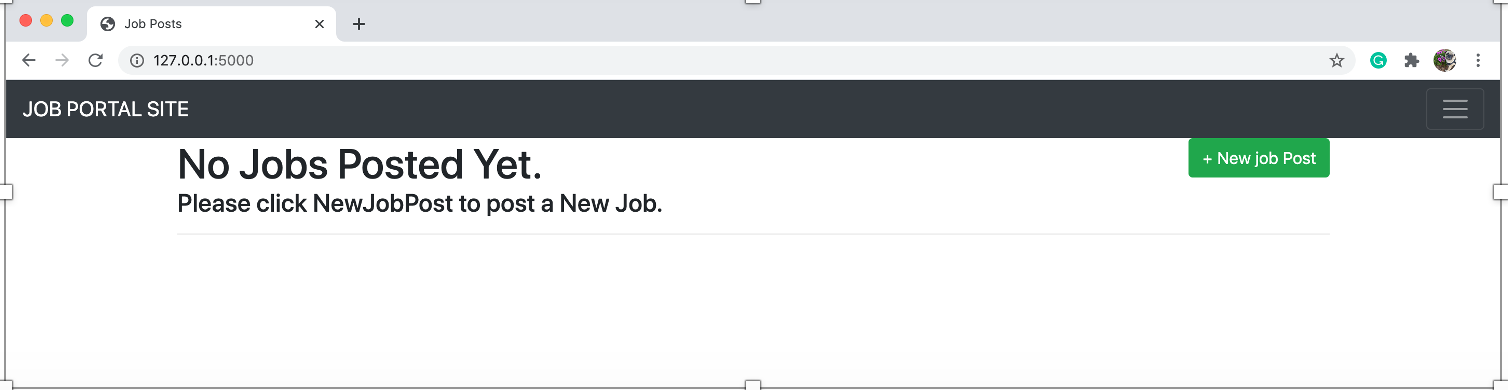 Job Posts
127.0.0.1:5000
JOB PORTAL SITE
No Jobs Posted Yet.
+ New job Post
Please click NewJobPost to post a New Job.